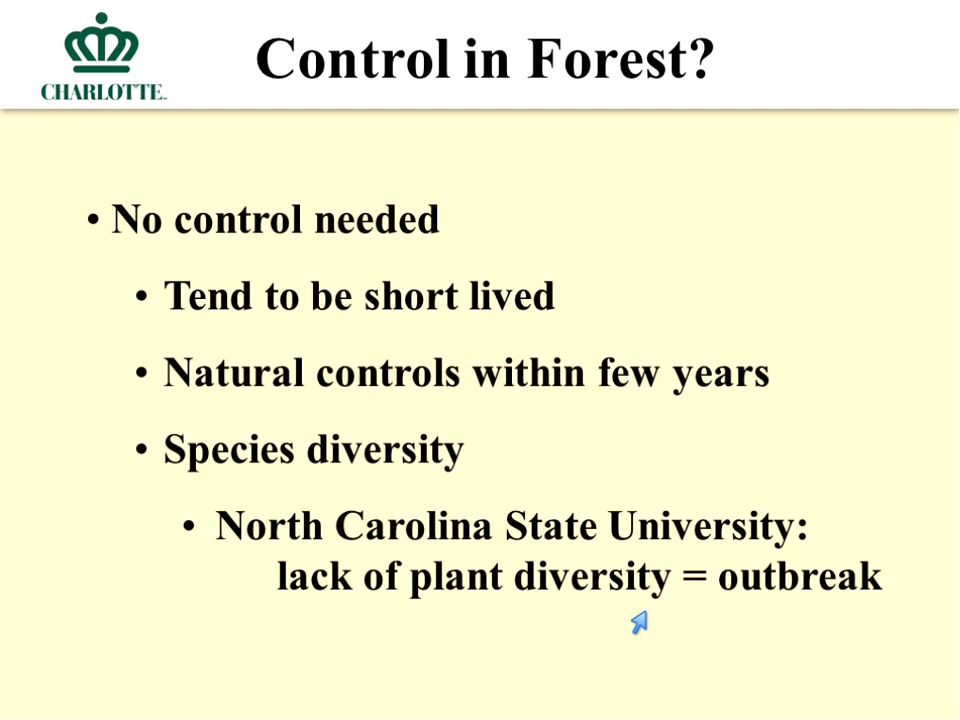 CHARLOTTE™
Control in Forest?
• No control needed
• Tend to be short lived
• Natural controls within few years
• Species diversity
• North Carolina State University:
lack of plant diversity = outbreak